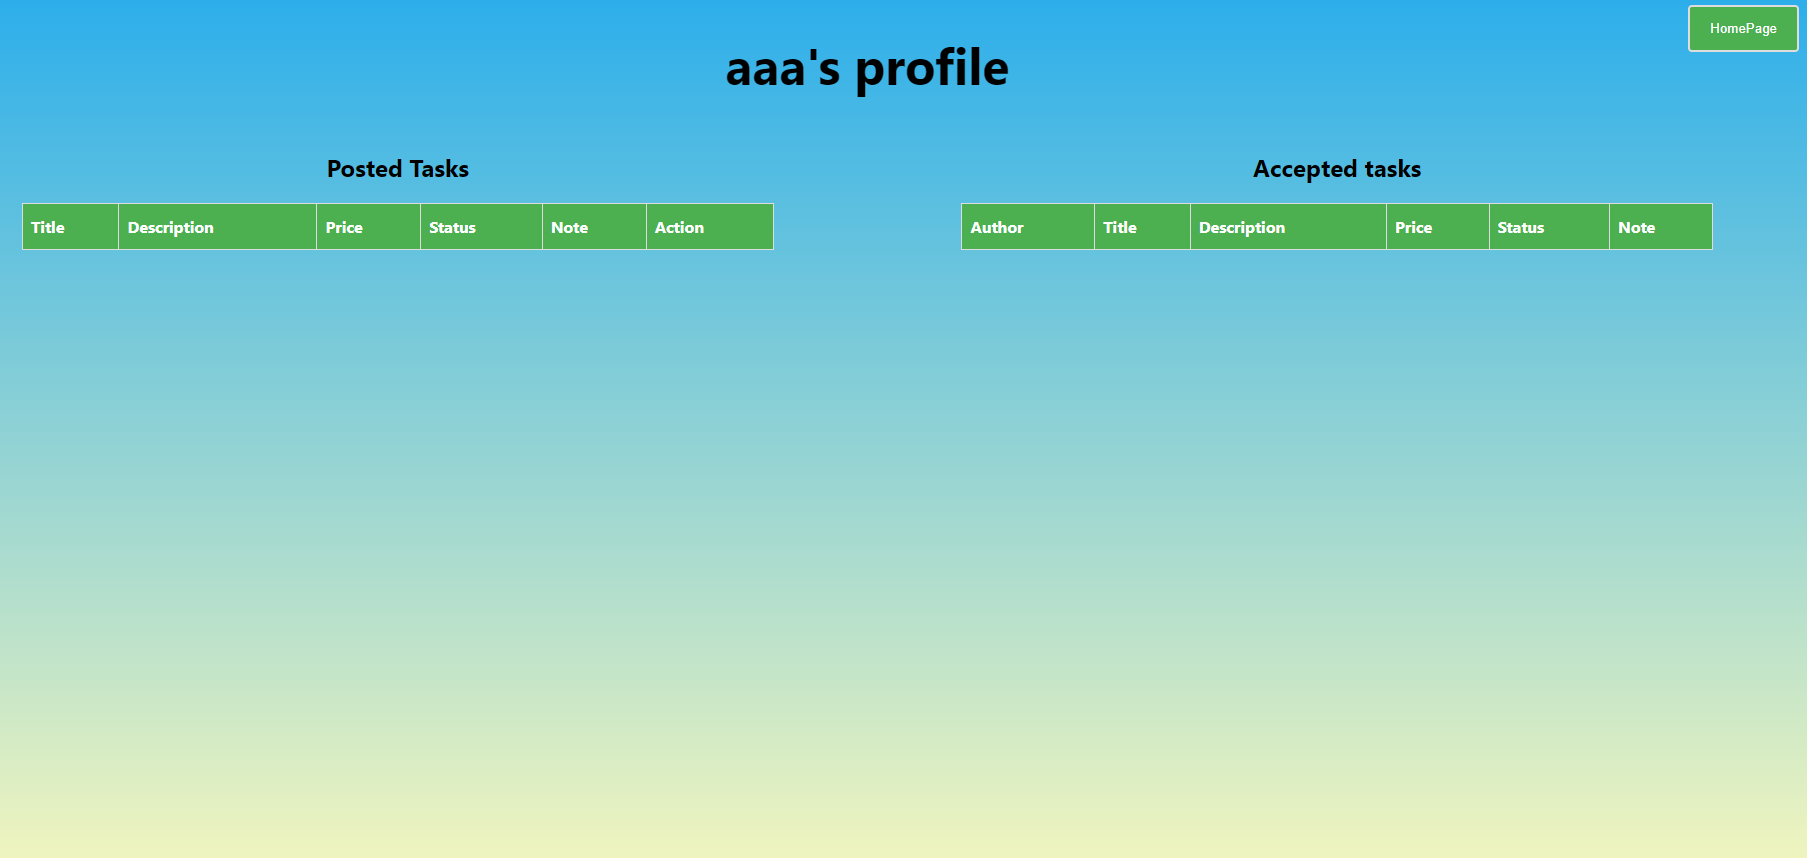 HomePage
aaa's profile
Posted Tasks
Title Description Price Status Note Action
Accepted tasks
Author Title Description Price Status Note